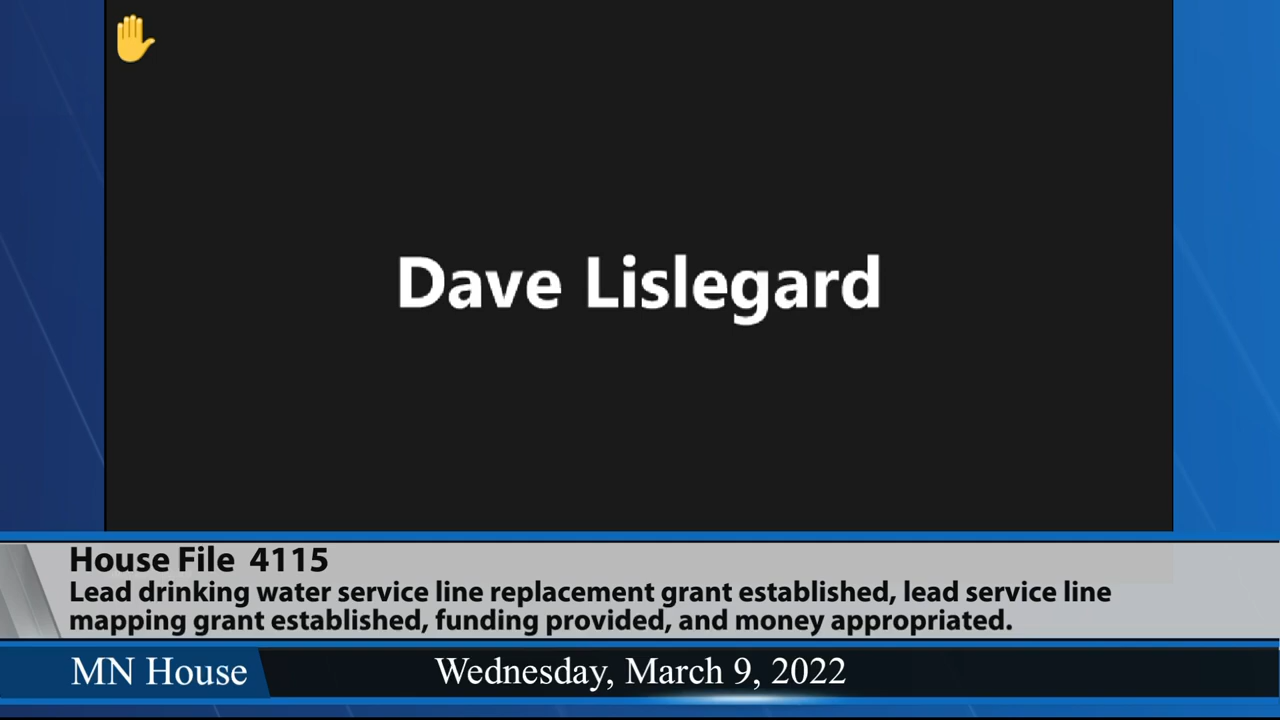 Dave Lislegard
House File 4115
Lead drinking water service line replacement grant established, lead service line
mapping grant established, funding provided, and money appropriated.
MN House
Wednesday, March 9, 2022